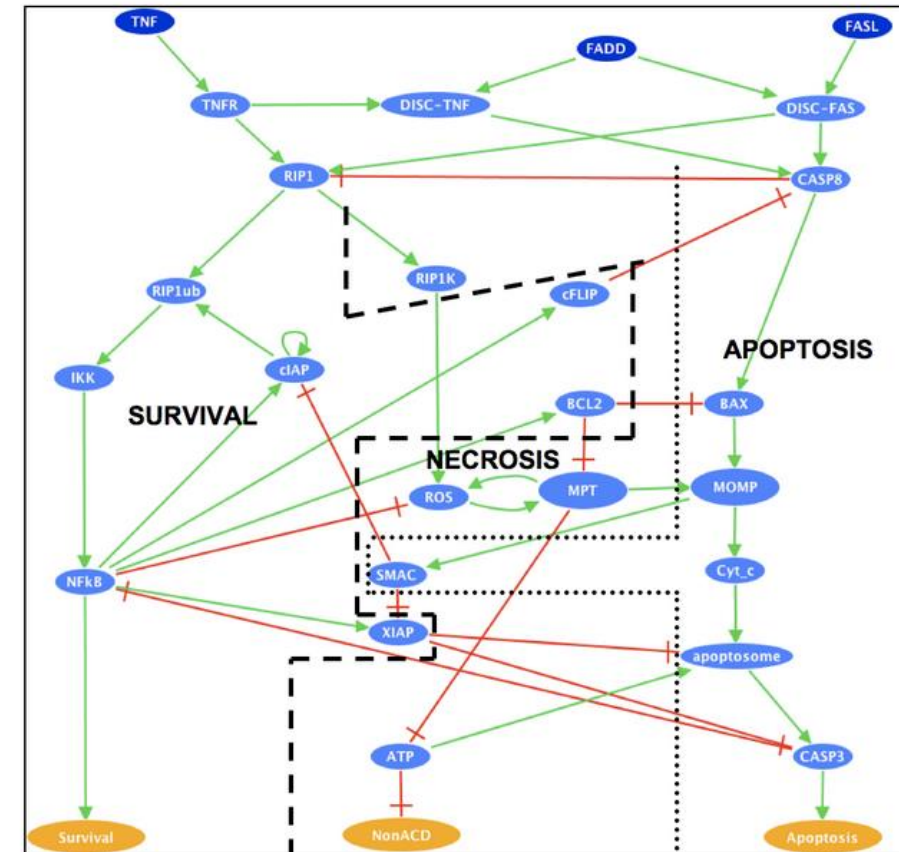 TNF
FADD
FASL
TNFR
DISC-TNF
DISC-FAS
RIP1
CASP8
RIP1K
RIP1ub
cFLIP
APOPTOSIS
cIAP
IKK
SURVIVAL
BCL2
BAX
NECROSIS
ROS
MPT
MOMP
NFkB
SMAC
Cyt_c
XIAP
apoptosome
ATP
CASP3
Survival
NonACD
Apoptosis